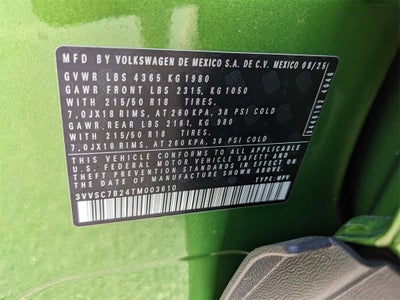 MFD BY VOLKSWAGEN DE MEXICO S.A. DE C.V. MEXICO 08/25
GVWR LBS 4365 KG 1980
GAWR FRONT LBS 2315, KG 1050
WITH 215/50 R18 TIRES,
7.0JX18 RIMS, AT 260 KPA, 38 PSI COLD
GAWR REAR LBS 2161, KG 980
WITH 215/50 R18 TIRES,
7.0JX18 RIMS, AT 260 KPA, 38 PSI COLD
THIS VEHICLE CONFORMS TO ALL APPLICABLE
U.S. FEDERAL MOTOR VEHICLE SAFETY
STANDARDS IN EFFECT ON THE DATE OF
MANUFACTURE SHOWN ABOVE.
3VVSC7B24TM003610
TYPE: MPV